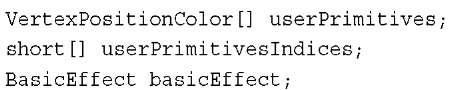 VertexPositionColor[] userPrimitives;
short[] userPrimitivesIndices;
BasicEffect basicEffect;